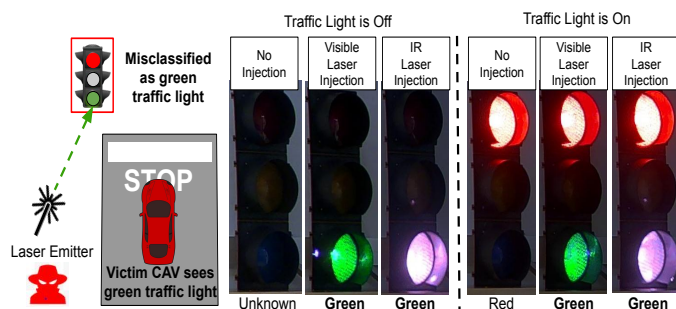 Misclassified
as green
traffic light
STOP
Laser Emitter
Victim CAV sees
green traffic light
Traffic Light is Off
No
Injection
Visible
Laser
Injection
IR
Laser
Injection
Unknown
Green
Green
Traffic Light is On
No
Injection
Visible
Laser
Injection
IR
Laser
Injection
Red
Green
Green